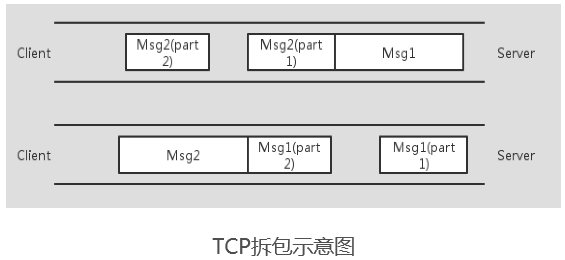 Client
Msg2(part
2)
Msg2(part
1)
Msg1
Server
Client
Msg2
Msg1(part
2)
Msg1(part
1)
Server
TCP拆包示意图